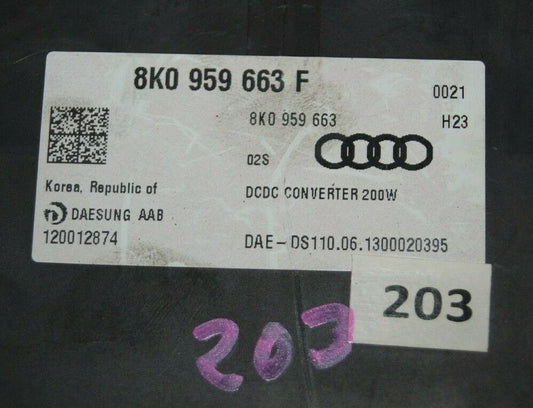 8K0 959 663 F
0021
8K0 959 663
H23
02S
Korea, Republic of
DCDC CONVERTER 200W
DAESUNG AAB
120012874
DAE-DS110.06.1300020395
203
203